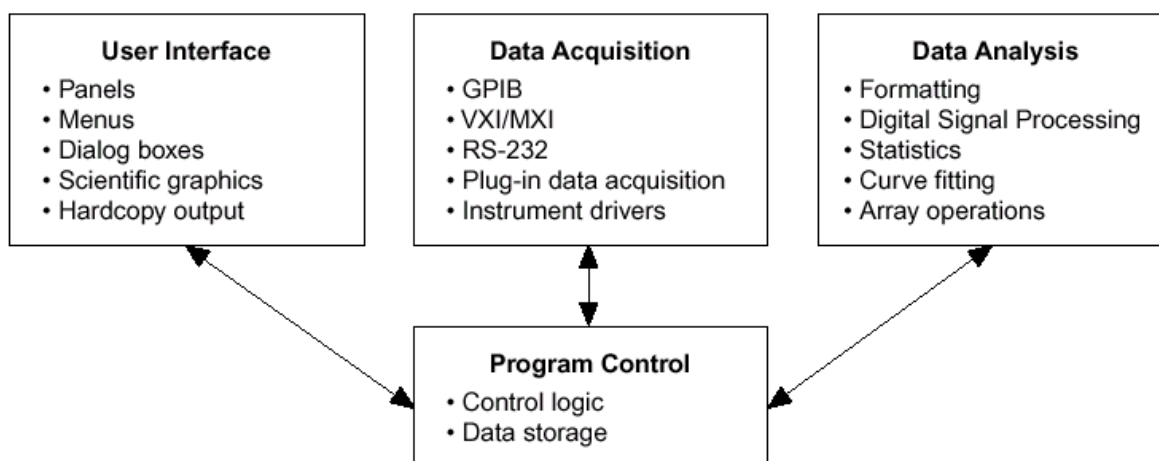 User Interface
• Panels
• Menus
• Dialog boxes
• Scientific graphics
• Hardcopy output
Data Acquisition
• GPIB
• VXI/MXI
• RS-232
• Plug-in data acquisition
• Instrument drivers
Data Analysis
• Formatting
• Digital Signal Processing
• Statistics
• Curve fitting
• Array operations
Program Control
• Control logic
• Data storage